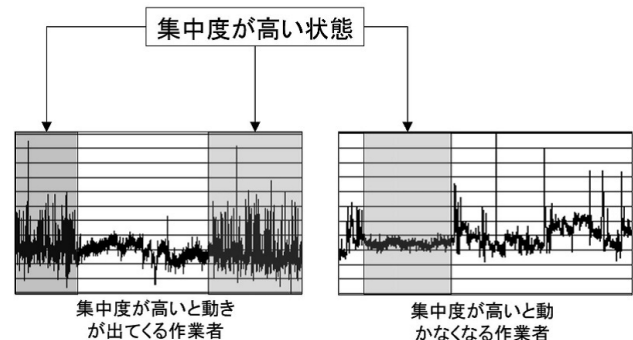 集中度が高い状態
集中度が高いと動き
が出てくる作業者
集中度が高いと動
かなくなる作業者